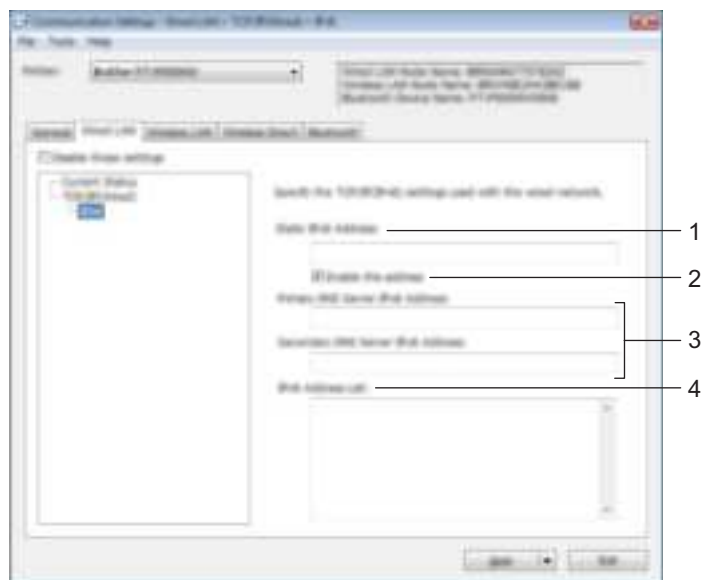 Communication Settings - Wired LAN - TCP/IP(Wired) - IPv6
File Tools Help
Printer:
General Wired LAN Wireless LAN Wireless Direct Bluetooth
Disable these settings
Current Status
TCP/IP(Wired)
IPv6
Specify the TCP/IP(IPv6) settings used with the wired network.
Static IPv6 Address 1
Enable this address 2
Primary DNS Server IPv6 Address
3
Secondary DNS Server IPv6 Address
IPv6 Address List 4
Apply Exit